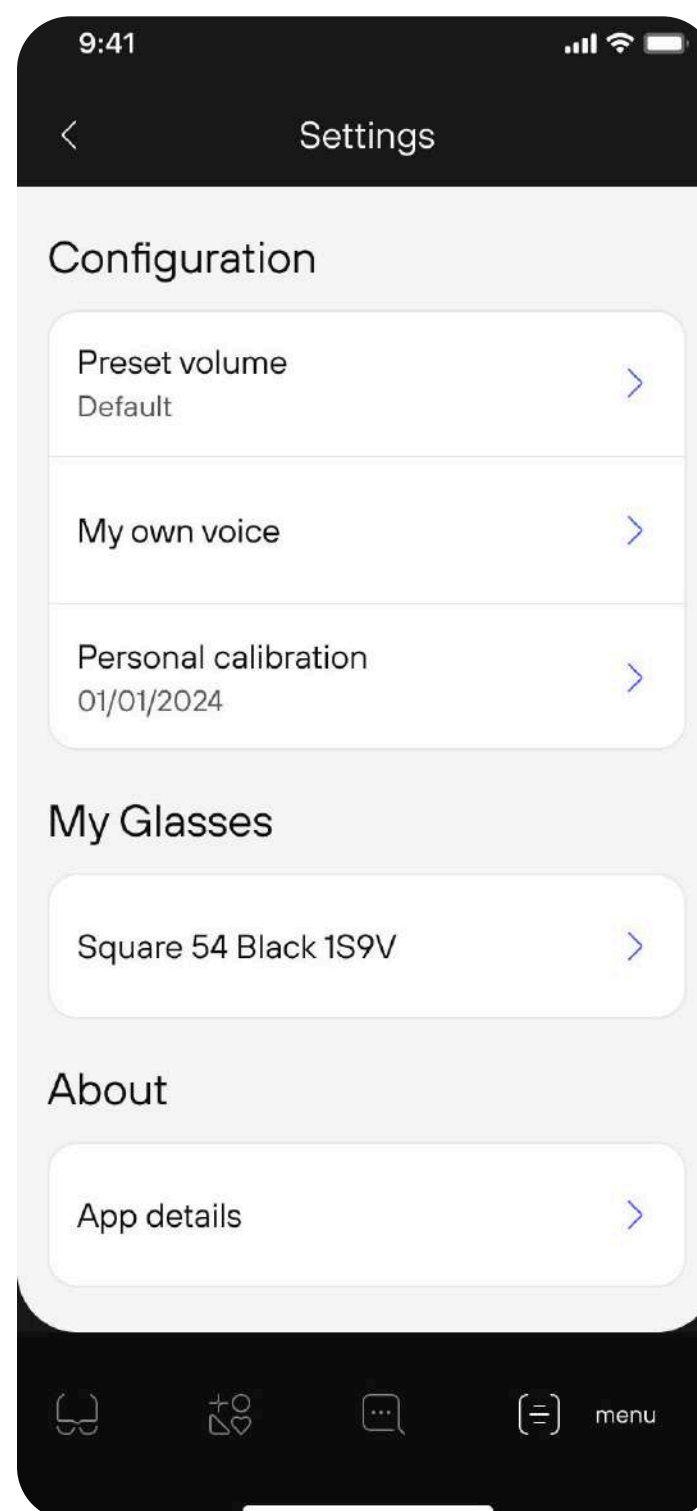 9:41
Settings
Configuration
Preset volume
Default
My own voice
Personal calibration
01/01/2024
My Glasses
Square 54 Black 1S9V
About
App details
menu